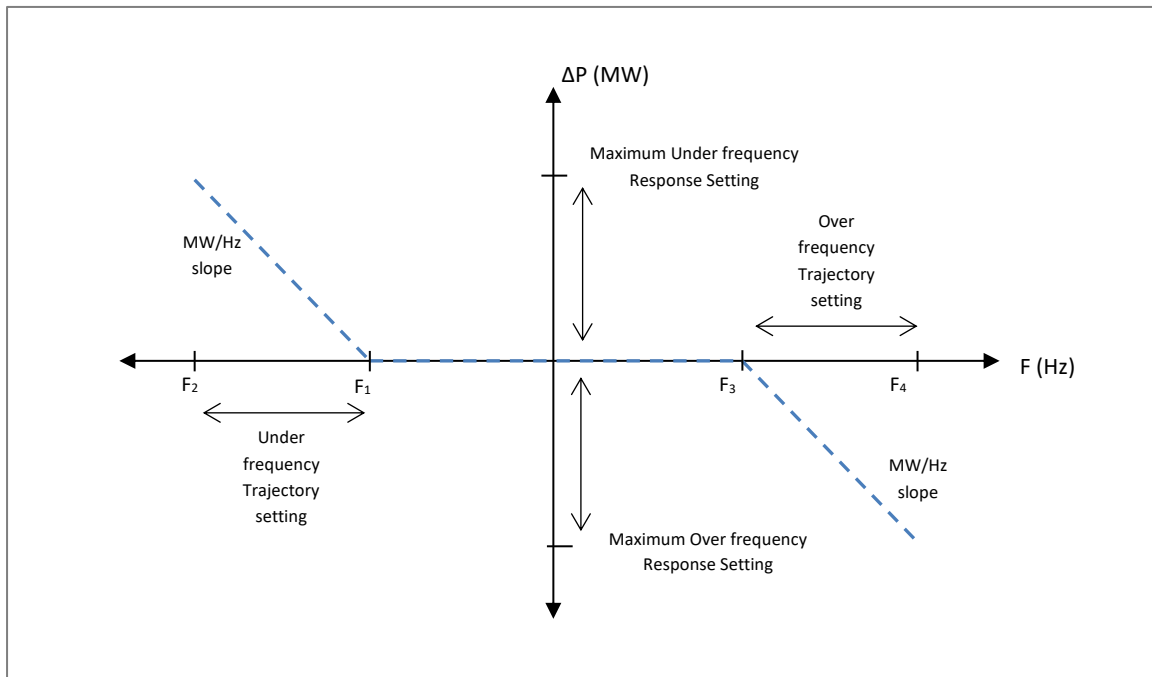 ΔP (MW)
Maximum Under frequency
Response Setting
Over
frequency
Trajectory
setting
MW/Hz
slope
F₂
F₁
F₃
F₄
F (Hz)
Under
frequency
Trajectory
setting
MW/Hz
slope
Maximum Over frequency
Response Setting